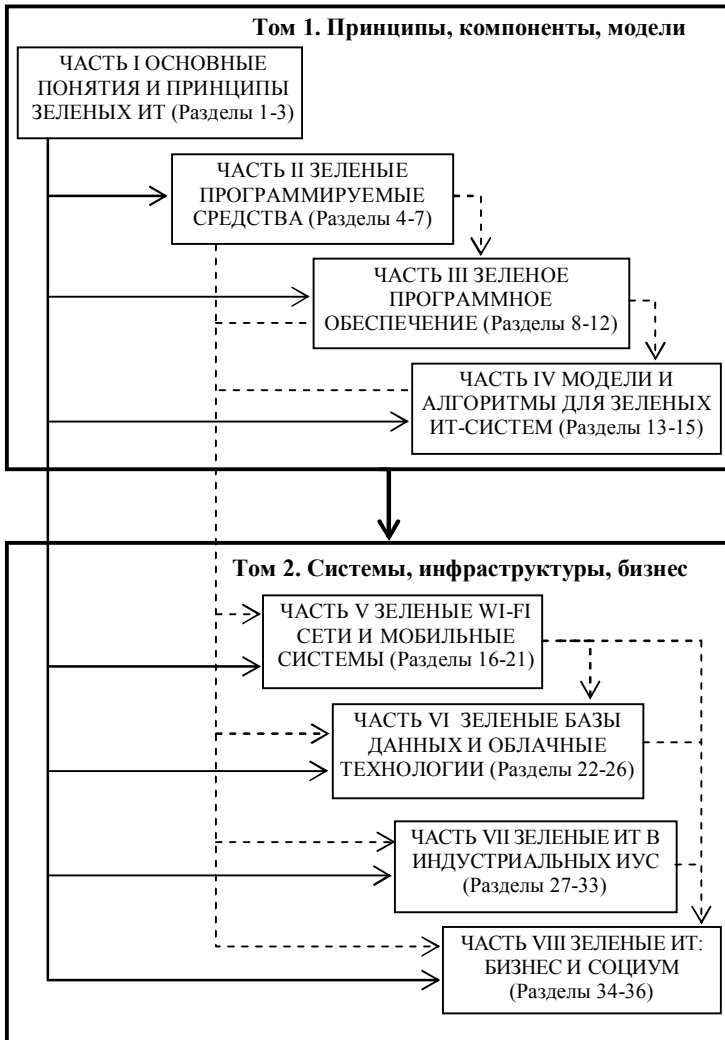 Том 1. Принципы, компоненты, модели
ЧАСТЬ I ОСНОВНЫЕ
ПОНЯТИЯ И ПРИНЦИПЫ
ЗЕЛЕНЫХ ИТ (Разделы 1-3)
ЧАСТЬ II ЗЕЛЕНЫЕ
ПРОГРАММИРУЕМЫЕ
СРЕДСТВА (Разделы 4-7)
ЧАСТЬ III ЗЕЛЕНОЕ
ПРОГРАММНОЕ
ОБЕСПЕЧЕНИЕ (Разделы 8-12)
ЧАСТЬ IV МОДЕЛИ И
АЛГОРИТМЫ ДЛЯ ЗЕЛЕНЫХ
ИТ-СИСТЕМ (Разделы 13-15)
Том 2. Системы, инфраструктуры, бизнес
ЧАСТЬ V ЗЕЛЕНЫЕ WI-FI
СЕТИ И МОБИЛЬНЫЕ
СИСТЕМЫ (Разделы 16-21)
ЧАСТЬ VI ЗЕЛЕНЫЕ БАЗЫ
ДАННЫХ И ОБЛАЧНЫЕ
ТЕХНОЛОГИИ (Разделы 22-26)
ЧАСТЬ VII ЗЕЛЕНЫЕ ИТ В
ИНДУСТРИАЛЬНЫХ ИУС
(Разделы 27-33)
ЧАСТЬ VIII ЗЕЛЕНЫЕ ИТ:
БИЗНЕС И СОЦИУМ
(Разделы 34-36)